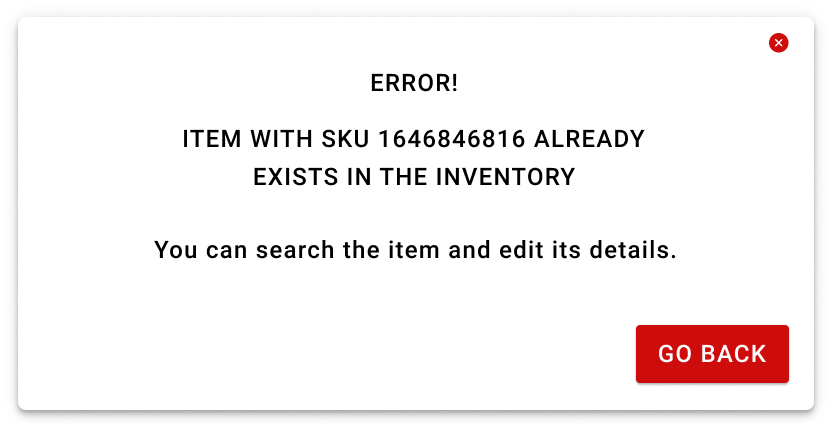 ERROR!
ITEM WITH SKU 1646846816 ALREADY
EXISTS IN THE INVENTORY
You can search the item and edit its details.
GO BACK